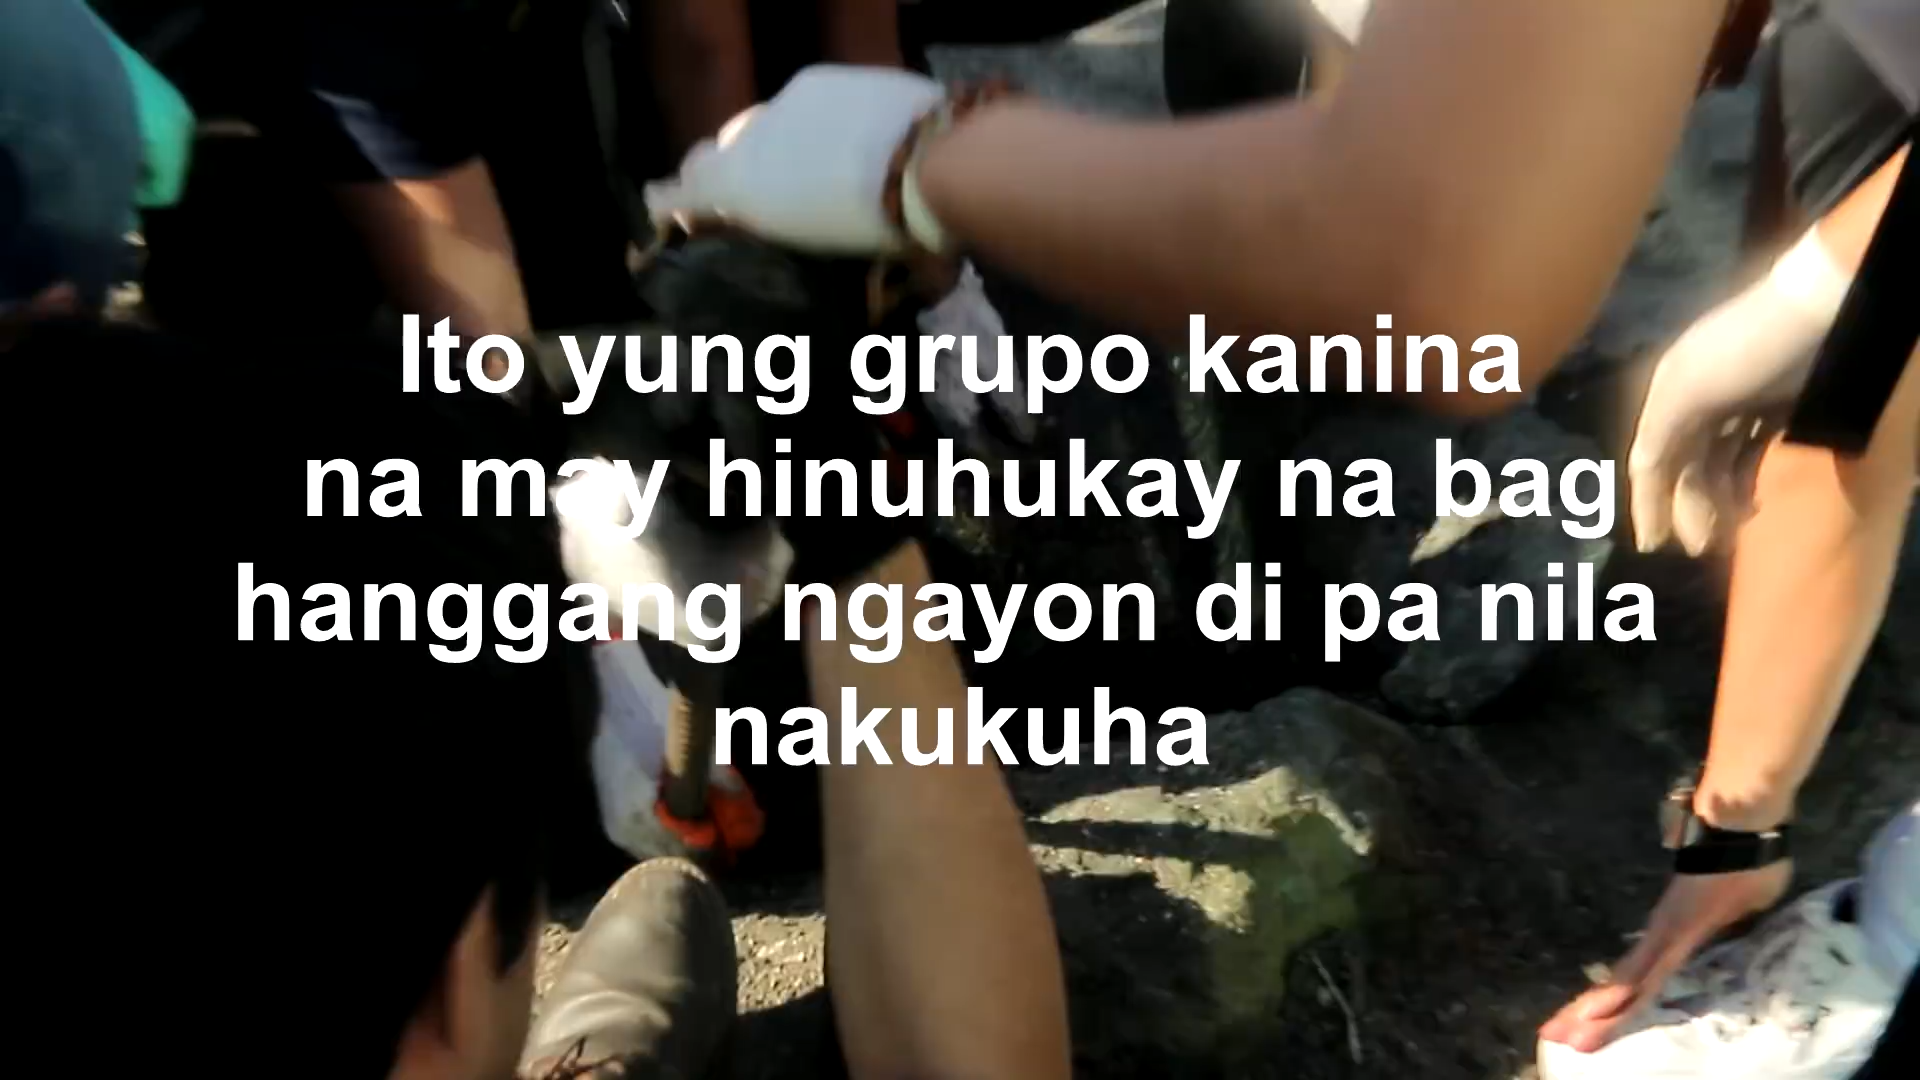 Ito yung grupo kanina
na may hinuhukay na bag
hanggang ngayon di pa nila
nakukuha